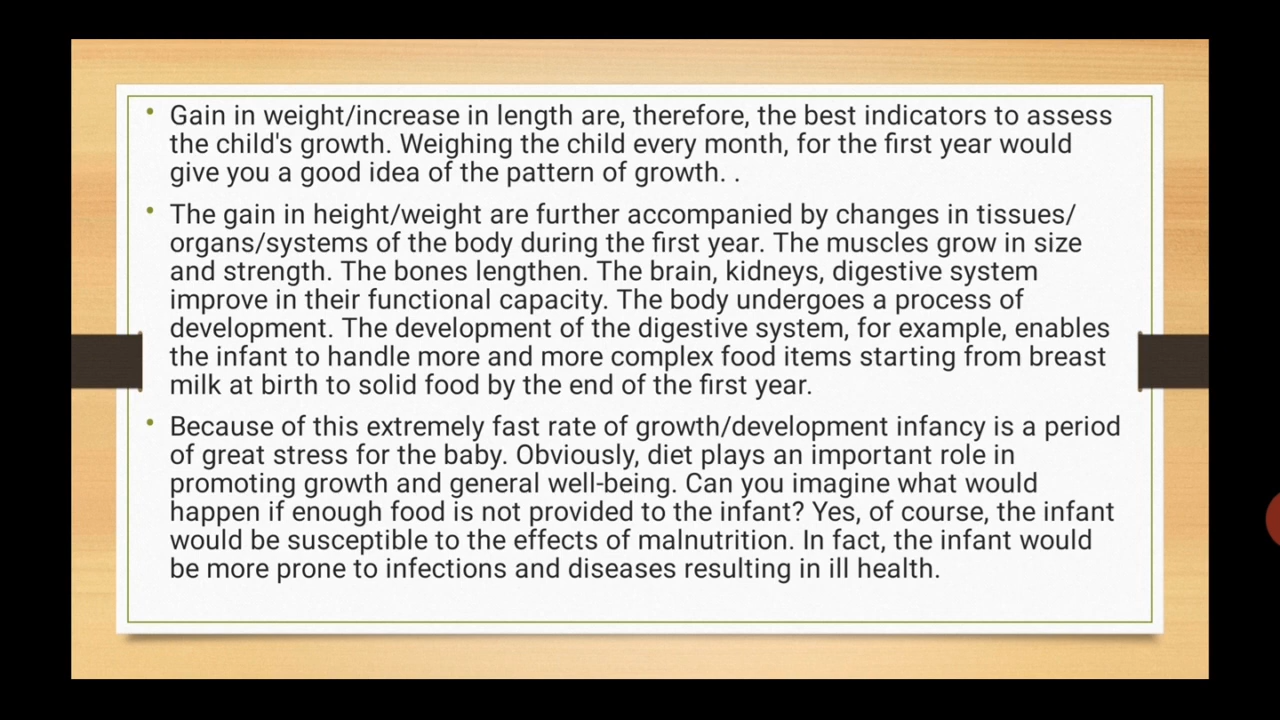 • Gain in weight/increase in length are, therefore, the best indicators to assess
the child's growth. Weighing the child every month, for the first year would
give you a good idea of the pattern of growth. . 
• The gain in height/weight are further accompanied by changes in tissues/
organs/systems of the body during the first year. The muscles grow in size
and strength. The bones lengthen. The brain, kidneys, digestive system
improve in their functional capacity. The body undergoes a process of
development. The development of the digestive system, for example, enables
the infant to handle more and more complex food items starting from breast
milk at birth to solid food by the end of the first year.
• Because of this extremely fast rate of growth/development infancy is a period
of great stress for the baby. Obviously, diet plays an important role in
promoting growth and general well-being. Can you imagine what would
happen if enough food is not provided to the infant? Yes, of course, the infant
would be susceptible to the effects of malnutrition. In fact, the infant would
be more prone to infections and diseases resulting in ill health.